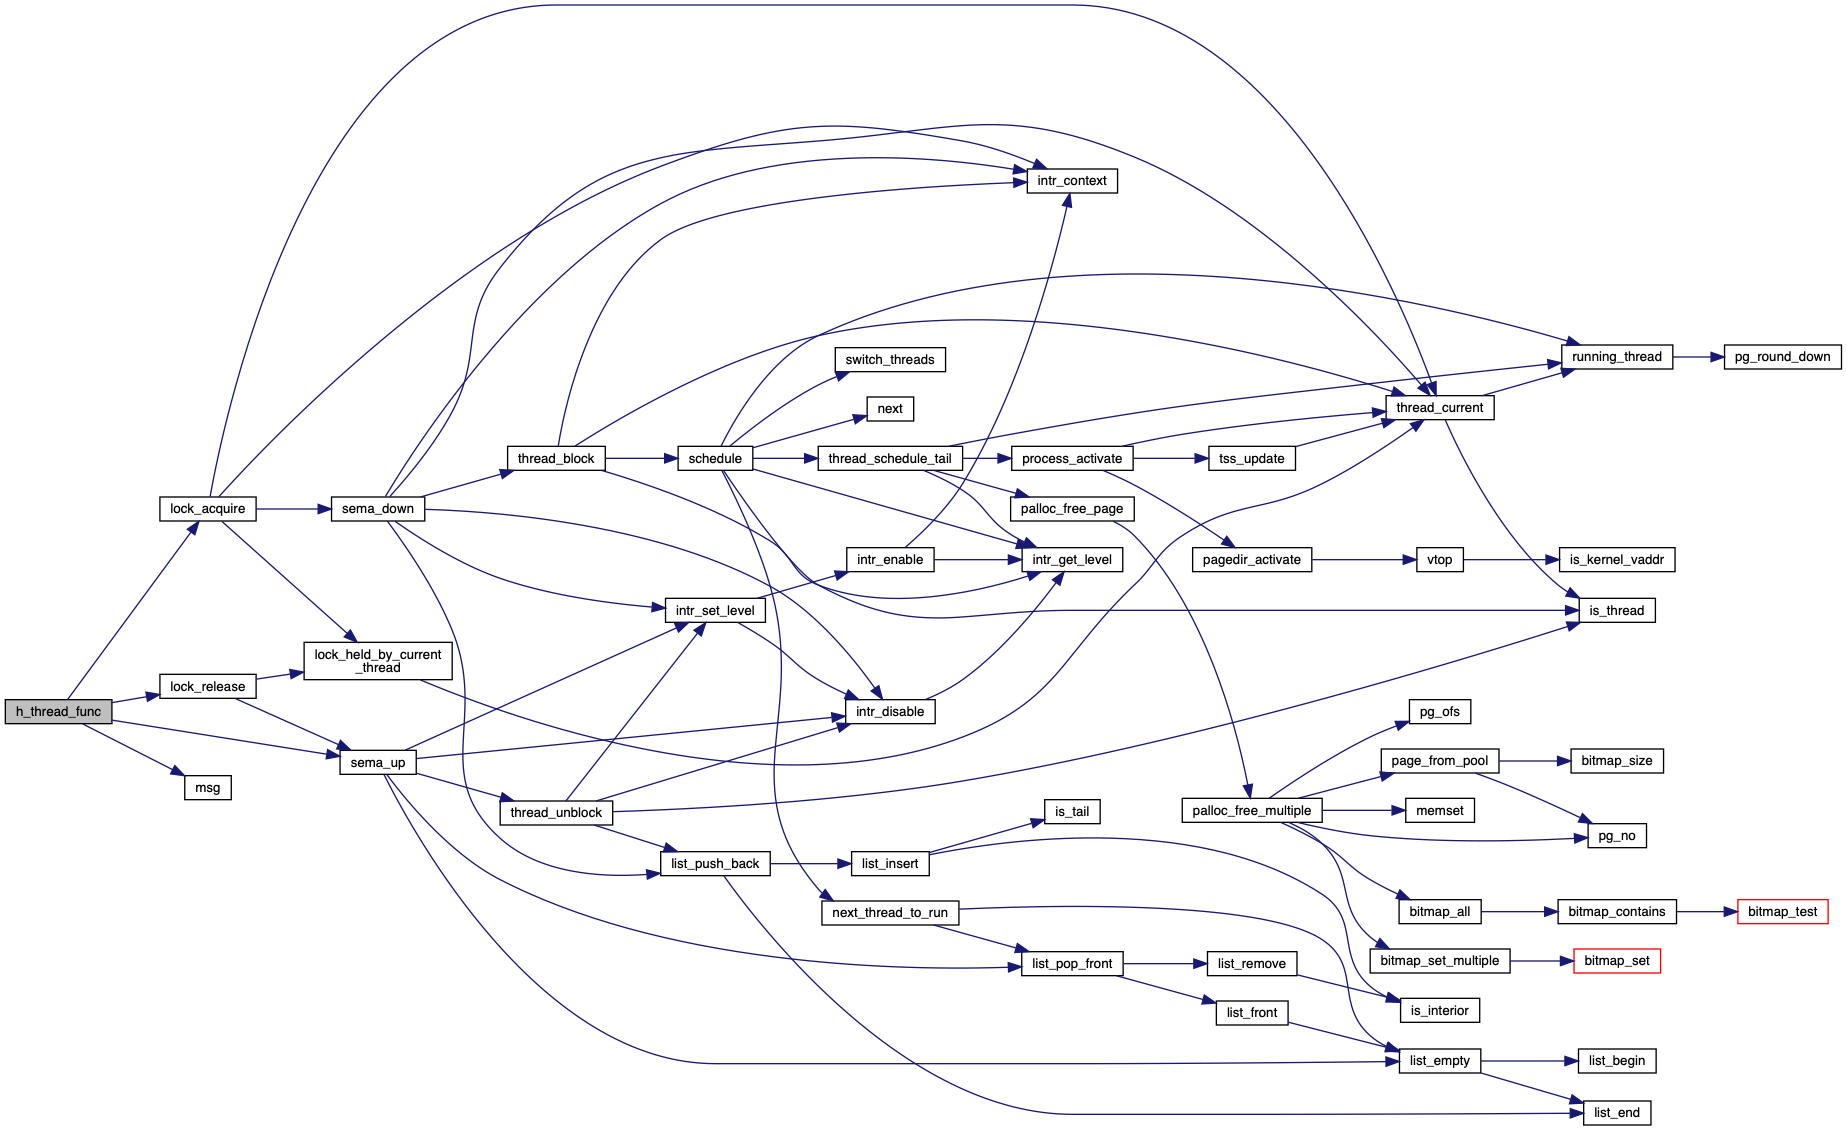 intr_context
switch_threads
running_thread
pg_round_down
next
thread_current
thread_block
schedule
thread_schedule_tail
process_activate
tss_update
lock_acquire
sema_down
palloc_free_page
intr_enable
intr_get_level
pagedir_activate
vtop
is_kernel_vaddr
intr_set_level
is_thread
lock_held_by_current
_thread
lock_release
h_thread_func
intr_disable
pg_ofs
sema_up
page_from_pool
bitmap_size
msg
thread_unblock
is_tail
palloc_free_multiple
memset
pg_no
list_push_back
list_insert
next_thread_to_run
bitmap_all
bitmap_contains
bitmap_test
list_pop_front
list_remove
bitmap_set_multiple
bitmap_set
list_front
is_interior
list_empty
list_begin
list_end